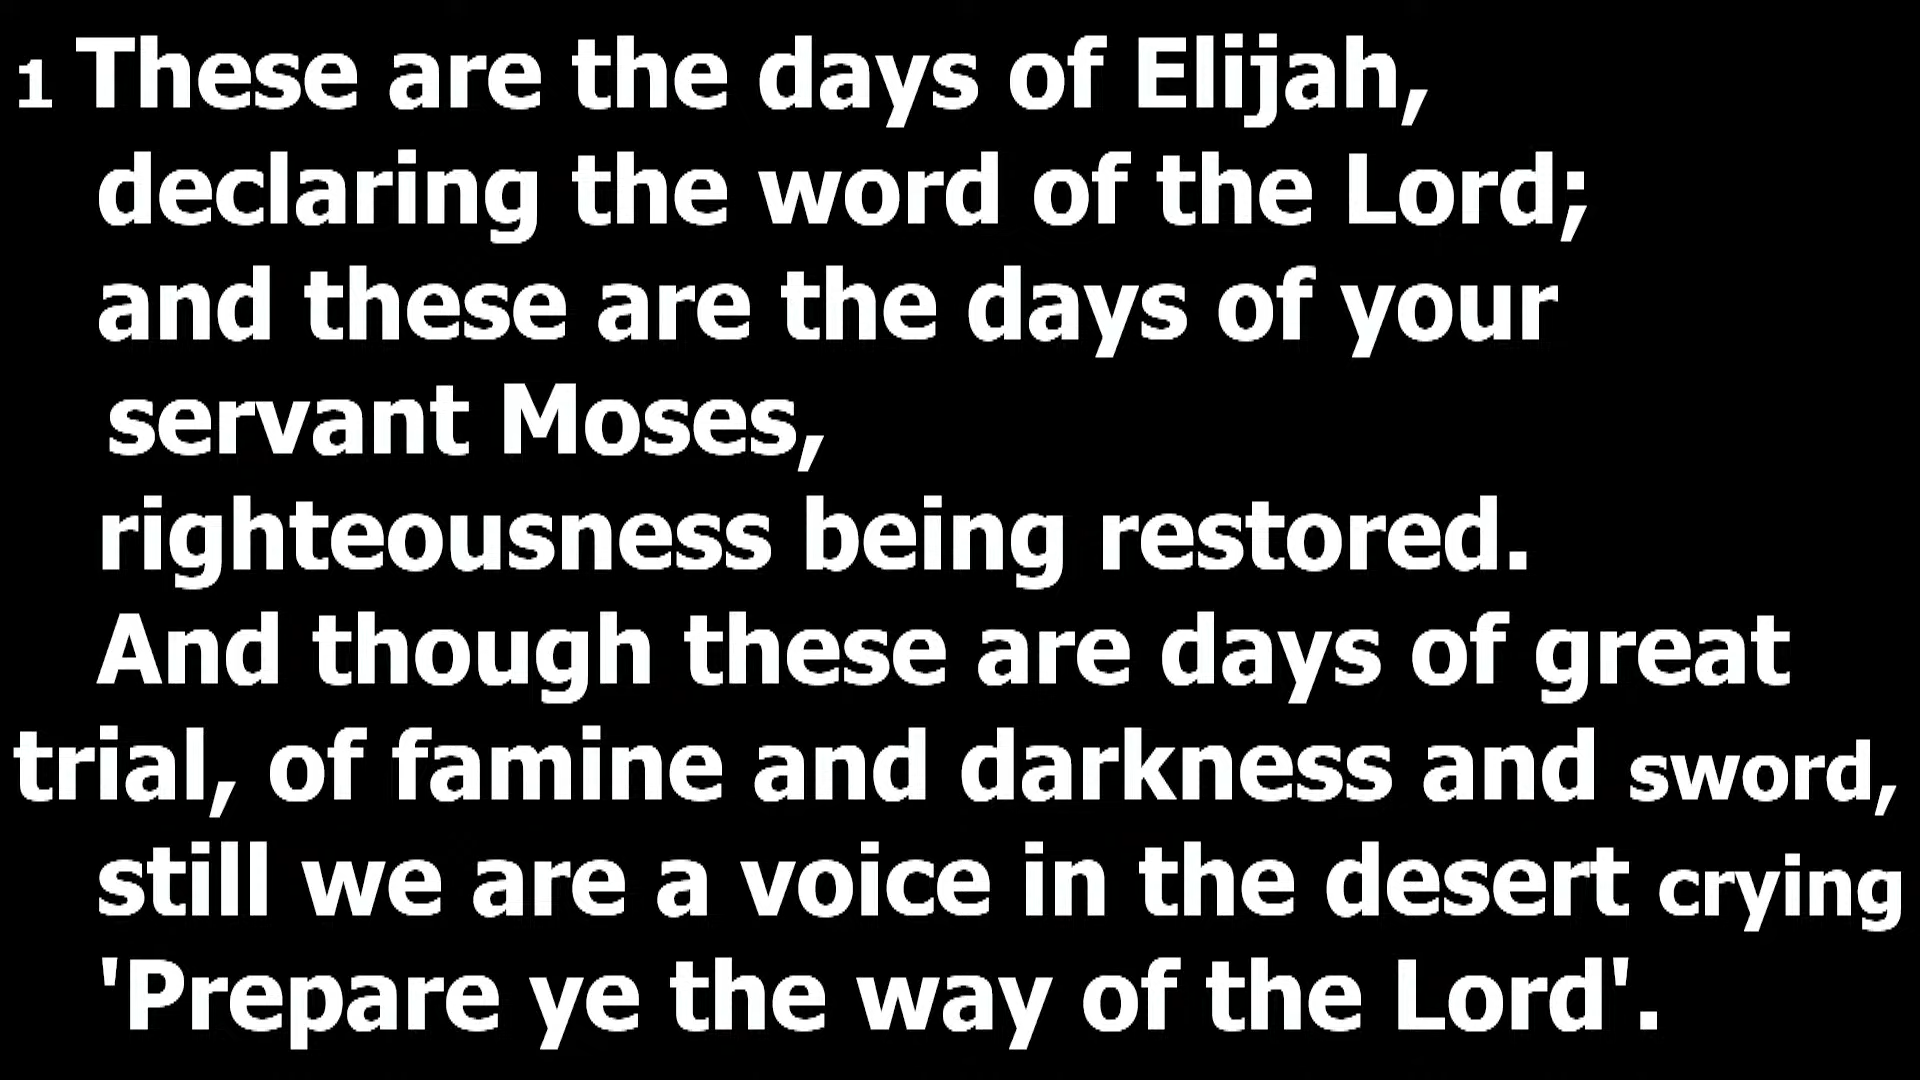 1 These are the days of Elijah,
declaring the word of the Lord;
and these are the days of your
servant Moses,
righteousness being restored.
And though these are days of great
trial, of famine and darkness and sword,
still we are a voice in the desert crying
'Prepare ye the way of the Lord'.